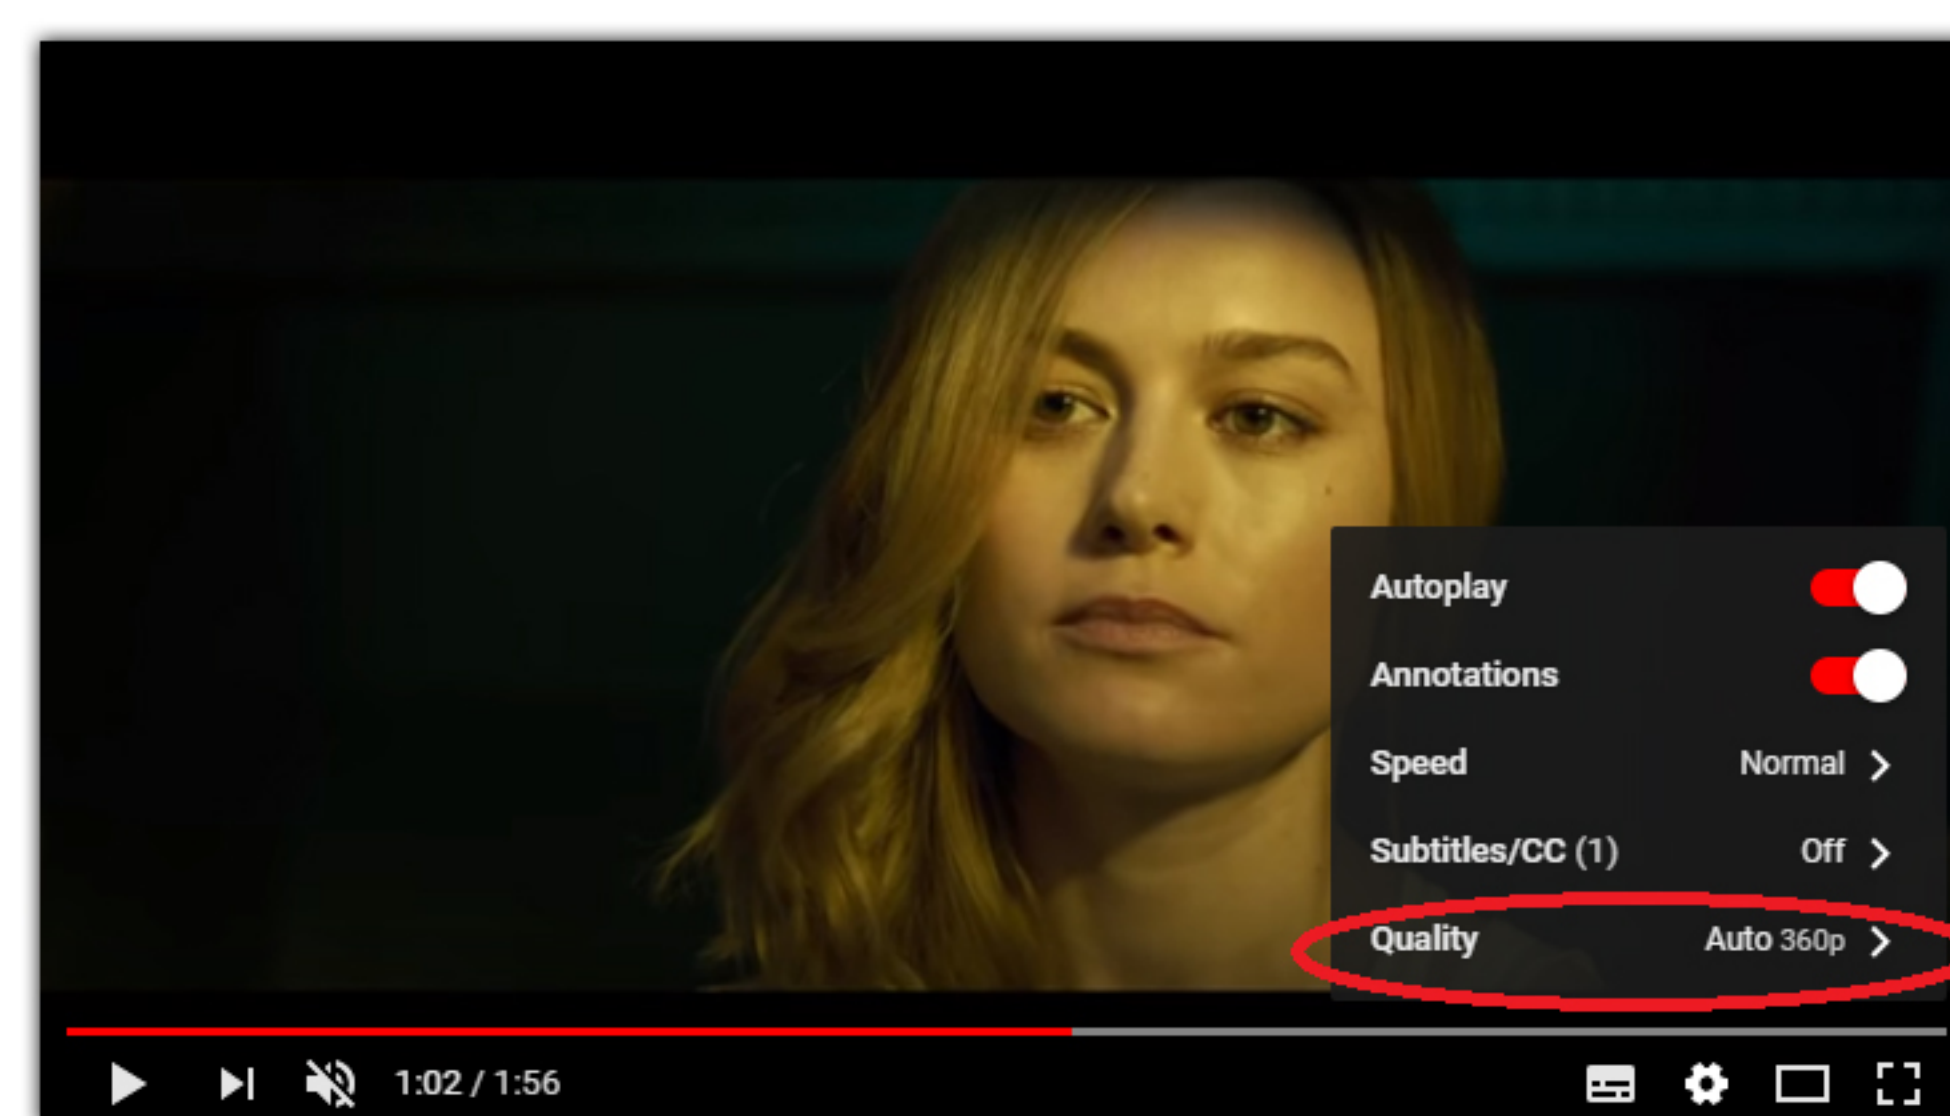 Autoplay
Annotations
Speed Normal
Subtitles/CC (1) Off
Quality Auto 360p
1:02 / 1:56